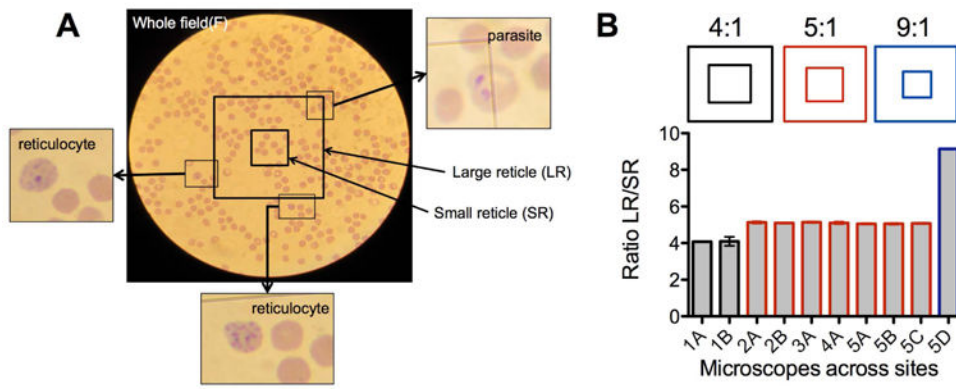 A
Whole field(F)
parasite
reticulocyte
Large reticle (LR)
Small reticle (SR)
reticulocyte
B
4:1 5:1 9:1
Ratio LR/SR
10
8
6
4
2
0
1A 1B 2A 2B 3A 4A 5A 5B 5C 5D
Microscopes across sites